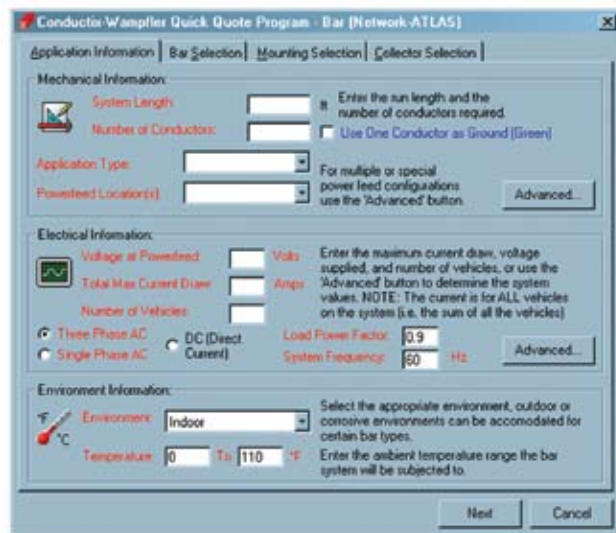 Conductix-Wampfler Quick Quote Program - Bar (Network-ATLAS)
Application Information
Bar Selection
Mounting Selection
Collector Selection
Mechanical Information:
System Length:
ft
Enter the run length and the
number of conductors required.
Number of Conductors:
Use One Conductor as Ground (Green)
Application Type:
For multiple or special
power feed configurations
use the 'Advanced' button.
Powerfeed Location(s):
Advanced...
Electrical Information:
Voltage at Powerfeed:
Volts
Total Max Current Draw:
Amps
Number of Vehicles:
Enter the maximum current draw, voltage
supplied, and number of vehicles, or use the
'Advanced' button to determine the system
values. NOTE: The current is for ALL vehicles
on the system (i.e. the sum of all the vehicles)
Three Phase AC
Single Phase AC
DC (Direct
Current)
Load Power Factor:
0.9
System Frequency:
60
Hz
Advanced...
Environment Information:
°F
°C
Environment:
Indoor
Select the appropriate environment, outdoor or
corrosive environments can be accomodated for
certain bar types.
Temperature:
0
To
110
°F
Enter the ambient temperature range the bar
system will be subjected to.
Next
Cancel